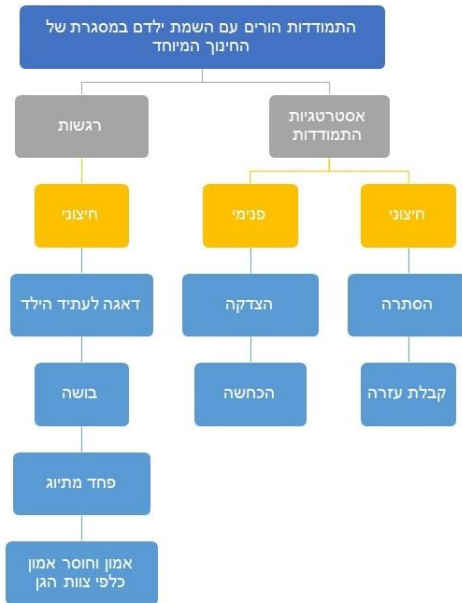 התמודדות הורים עם השמת ילדם במסגרת של
החינוך המיוחד
אסטרטגיות
התמודדות
רגשות
חיצוני
פנימי
חיצוני
הסתרה
הצדקה
דאגה לעתיד הילד
קבלת עזרה
הכחשה
בושה
פחד מתיוג
אמון וחוסר אמון
כלפי צוות הגן